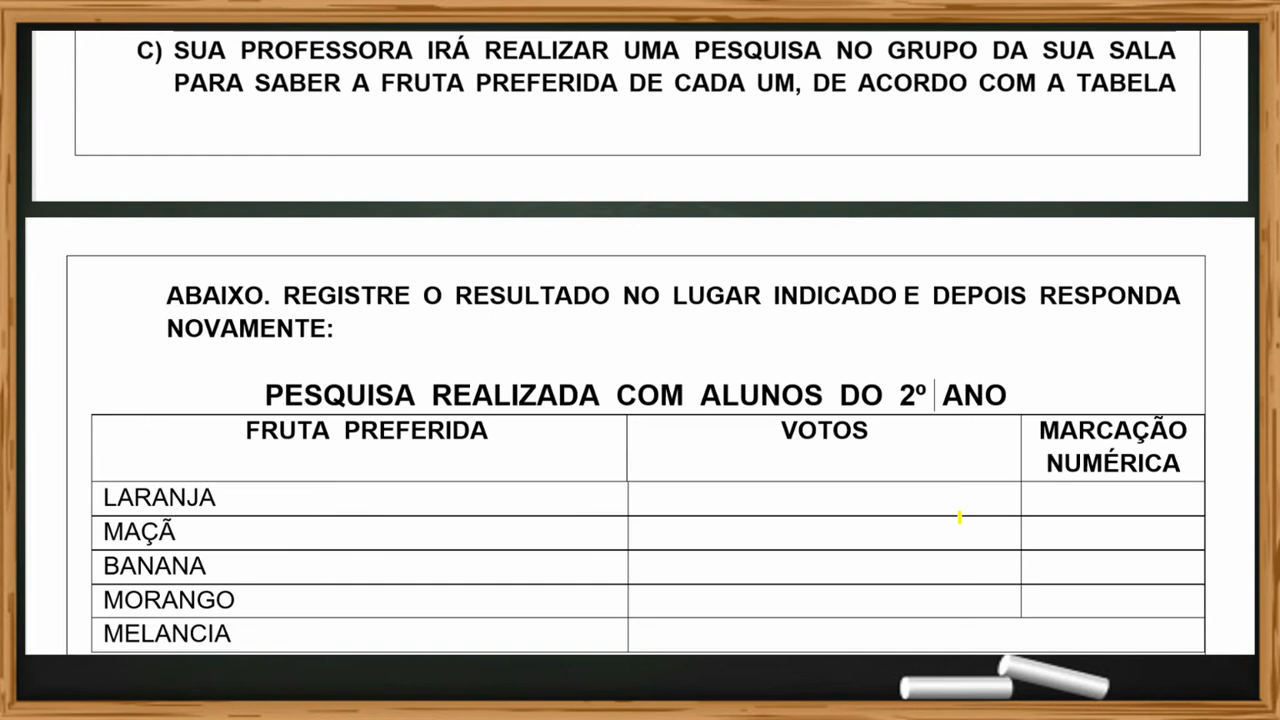 C) SUA PROFESSORA IRÁ REALIZAR UMA PESQUISA NO GRUPO DA SUA SALA
PARA SABER A FRUTA PREFERIDA DE CADA UM, DE ACORDO COM A TABELA
ABAIXO. REGISTRE O RESULTADO NO LUGAR INDICADO E DEPOIS RESPONDA
NOVAMENTE:
PESQUISA REALIZADA COM ALUNOS DO 2º ANO
FRUTA PREFERIDA VOTOS MARCAÇÃO
NUMÉRICA
LARANJA
MAÇÃ
BANANA
MORANGO
MELANCIA